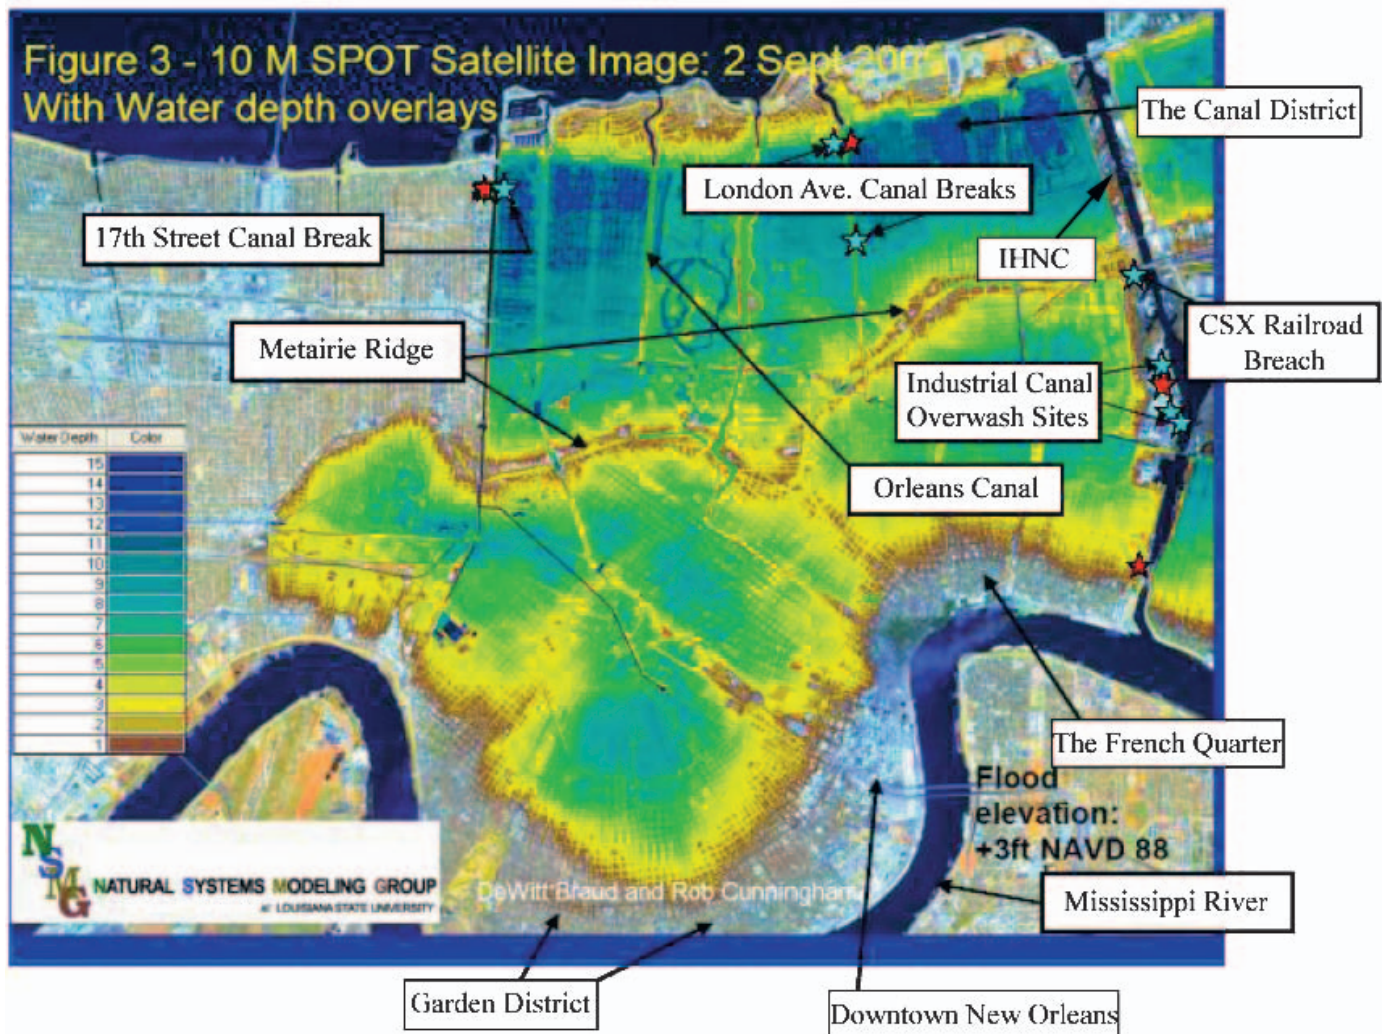 Figure 3 - 10 M SPOT Satellite Image: 2 Sept 200
With Water depth overlays
The Canal District
London Ave. Canal Breaks
17th Street Canal Break
IHNC
CSX Railroad
Breach
Metairie Ridge
Industrial Canal
Overwash Sites
Orleans Canal
Water Depth Color
15
14
13
12
11
10
9
8
7
6
5
4
3
2
1
The French Quarter
Flood
elevation:
+3ft NAVD 88
NSMG
NATURAL SYSTEMS MODELING GROUP
at LOUISIANA STATE UNIVERSITY
DeWitt Braud and Rob Cunningham
Mississippi River
Garden District
Downtown New Orleans